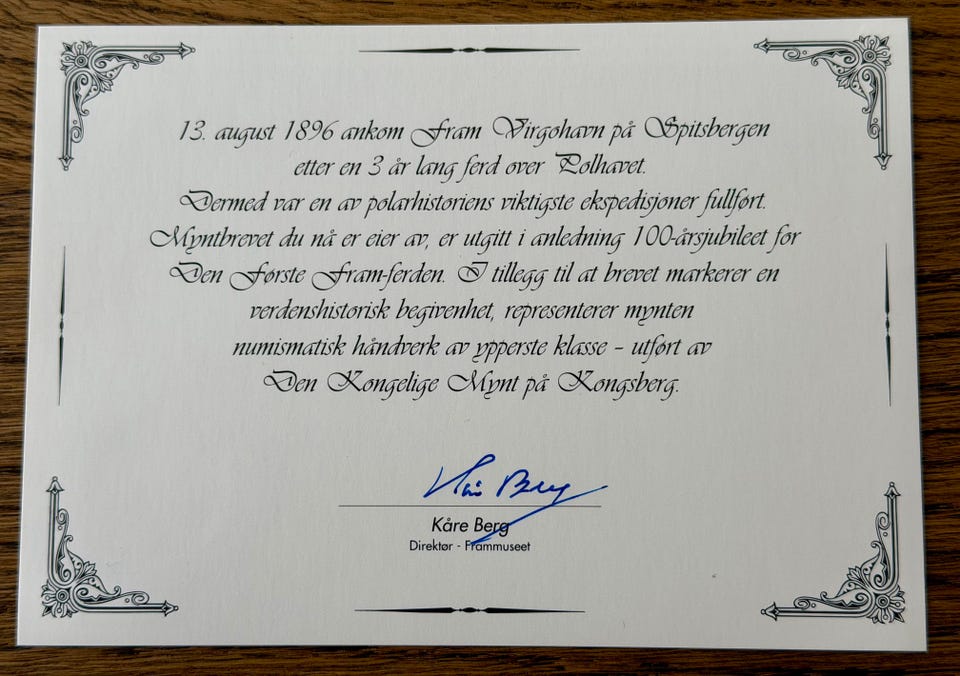 13. august 1896 ankom Fram Virgohavn på Spitsbergen
etter en 3 år lang ferd over Polhavet.
Dermed var en av polarhistoriens viktigste ekspedisjoner fullført.
Myntbrevet du nå er eier av, er utgitt i anledning 100-årsjubileet for
Den Første Fram-ferden. I tillegg til at brevet markerer en
verdenshistorisk begivenhet, representerer mynten
numismatisk håndverk av ypperste klasse – utført av
Den Kongelige Mynt på Kongsberg.
Kåre Berg
Kåre Berg
Direktør - Frammuseet